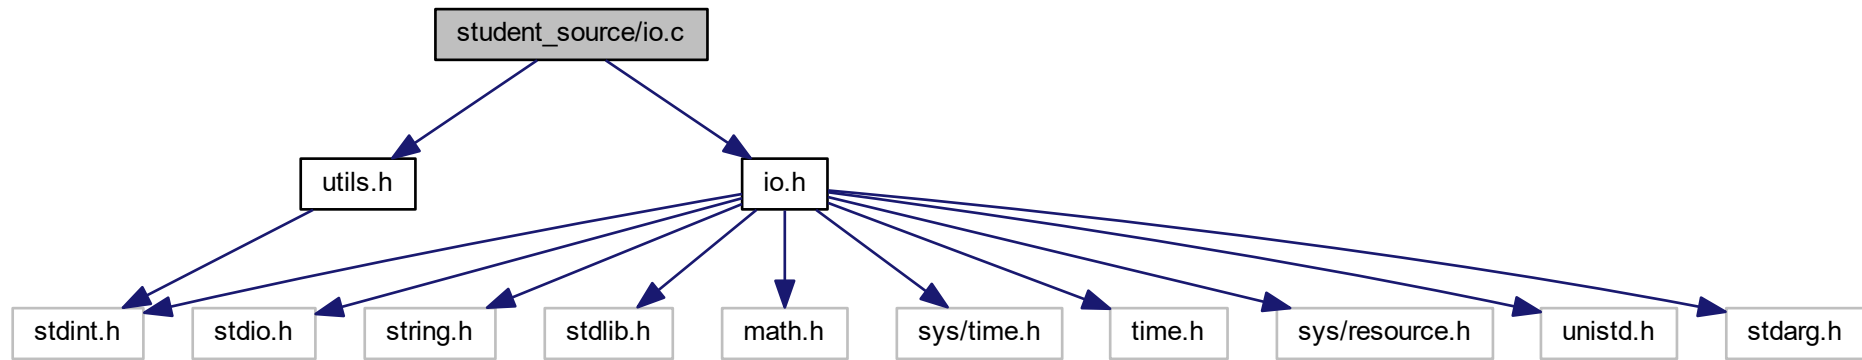 student_source/io.c
utils.h
io.h
stdint.h
stdio.h
string.h
stdlib.h
math.h
sys/time.h
time.h
sys/resource.h
unistd.h
stdarg.h